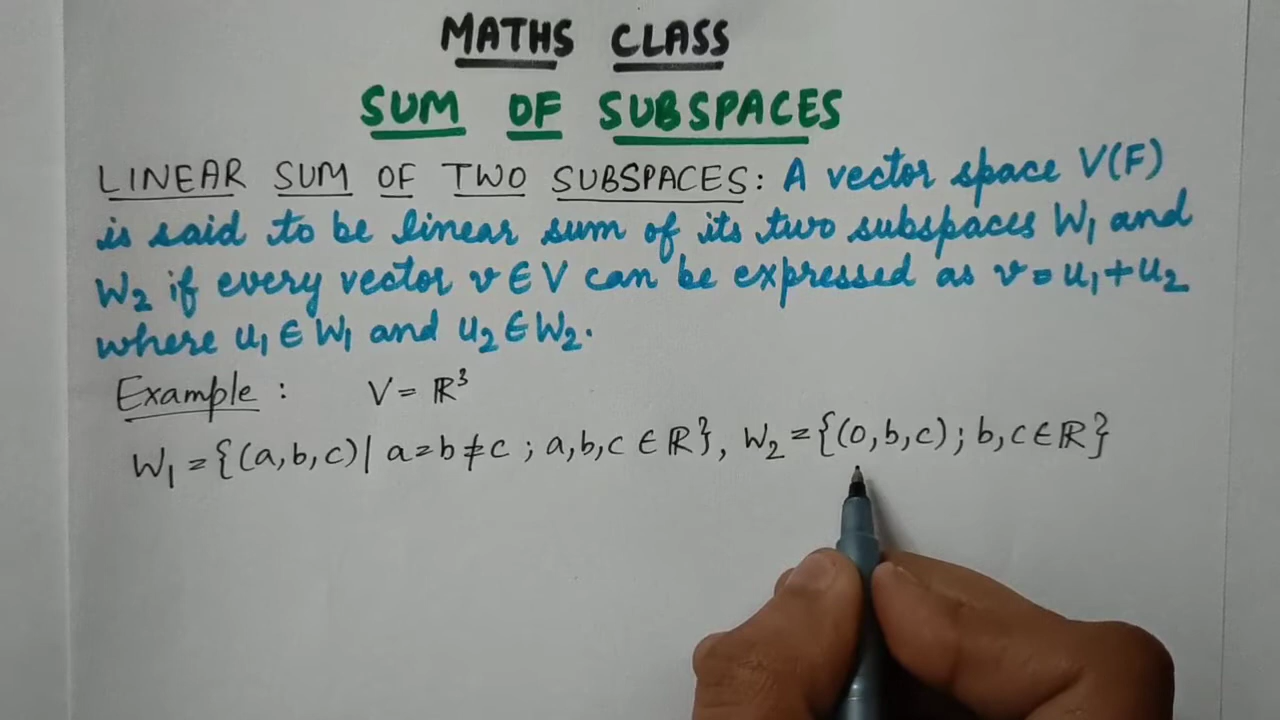 MATHS CLASS
SUM OF SUBSPACES
LINEAR SUM OF TWO SUBSPACES: A vector space V(F)
is said to be linear sum of its two subspaces W₁ and
W₂ if every vector v ∈ V can be expressed as v = u₁ + u₂
where u₁ ∈ W₁ and u₂ ∈ W₂.
Example : V = ℝ³
W₁ = {(a, b, c) | a = b ≠ c ; a, b, c ∈ ℝ}, W₂ = {(0, b, c) ; b, c ∈ ℝ}